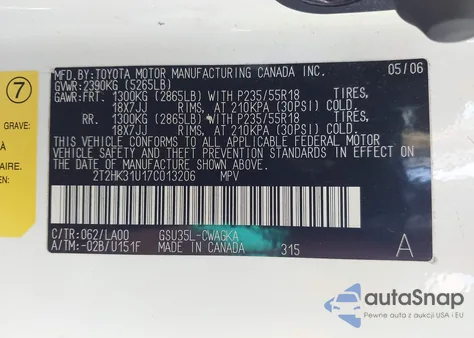 MFD. BY: TOYOTA MOTOR MANUFACTURING CANADA INC. 05/06
GVWR: 2390KG (5265LB)
GAWR: FRT. 1300KG (2865LB) WITH P235/55R18 TIRES,
18X7JJ RIMS, AT 210KPA (30PSI) COLD.
RR. 1300KG (2865LB) WITH P235/55R18 TIRES,
18X7JJ RIMS, AT 210KPA (30PSI) COLD.
THIS VEHICLE CONFORMS TO ALL APPLICABLE FEDERAL MOTOR
VEHICLE SAFETY STANDARDS IN EFFECT ON THE DATE OF
MANUFACTURE SHOWN ABOVE.
2T2HK31U17C013206 MPV
C/TR: 062/LA00 GSU35L-CWAGKA
A/TM: -02B/U151F MADE IN CANADA 315 A
7
GRAVE:
À
AIRE.
autoSnap
Pewne auta z aukcji USA i EU